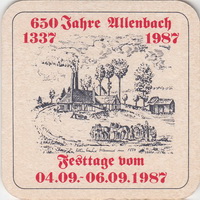 650 Jahre Allenbach
1337 1987
Festtage vom
04.09.-06.09.1987